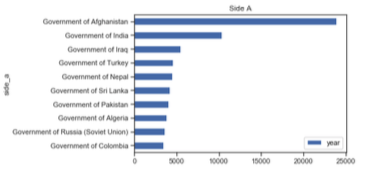 Side A
Government of Afghanistan
Government of India
Government of Iraq
Government of Turkey
Government of Nepal
Government of Sri Lanka
Government of Pakistan
Government of Algeria
Government of Russia (Soviet Union)
Government of Colombia
side_a
year
0 5000 10000 15000 20000 25000